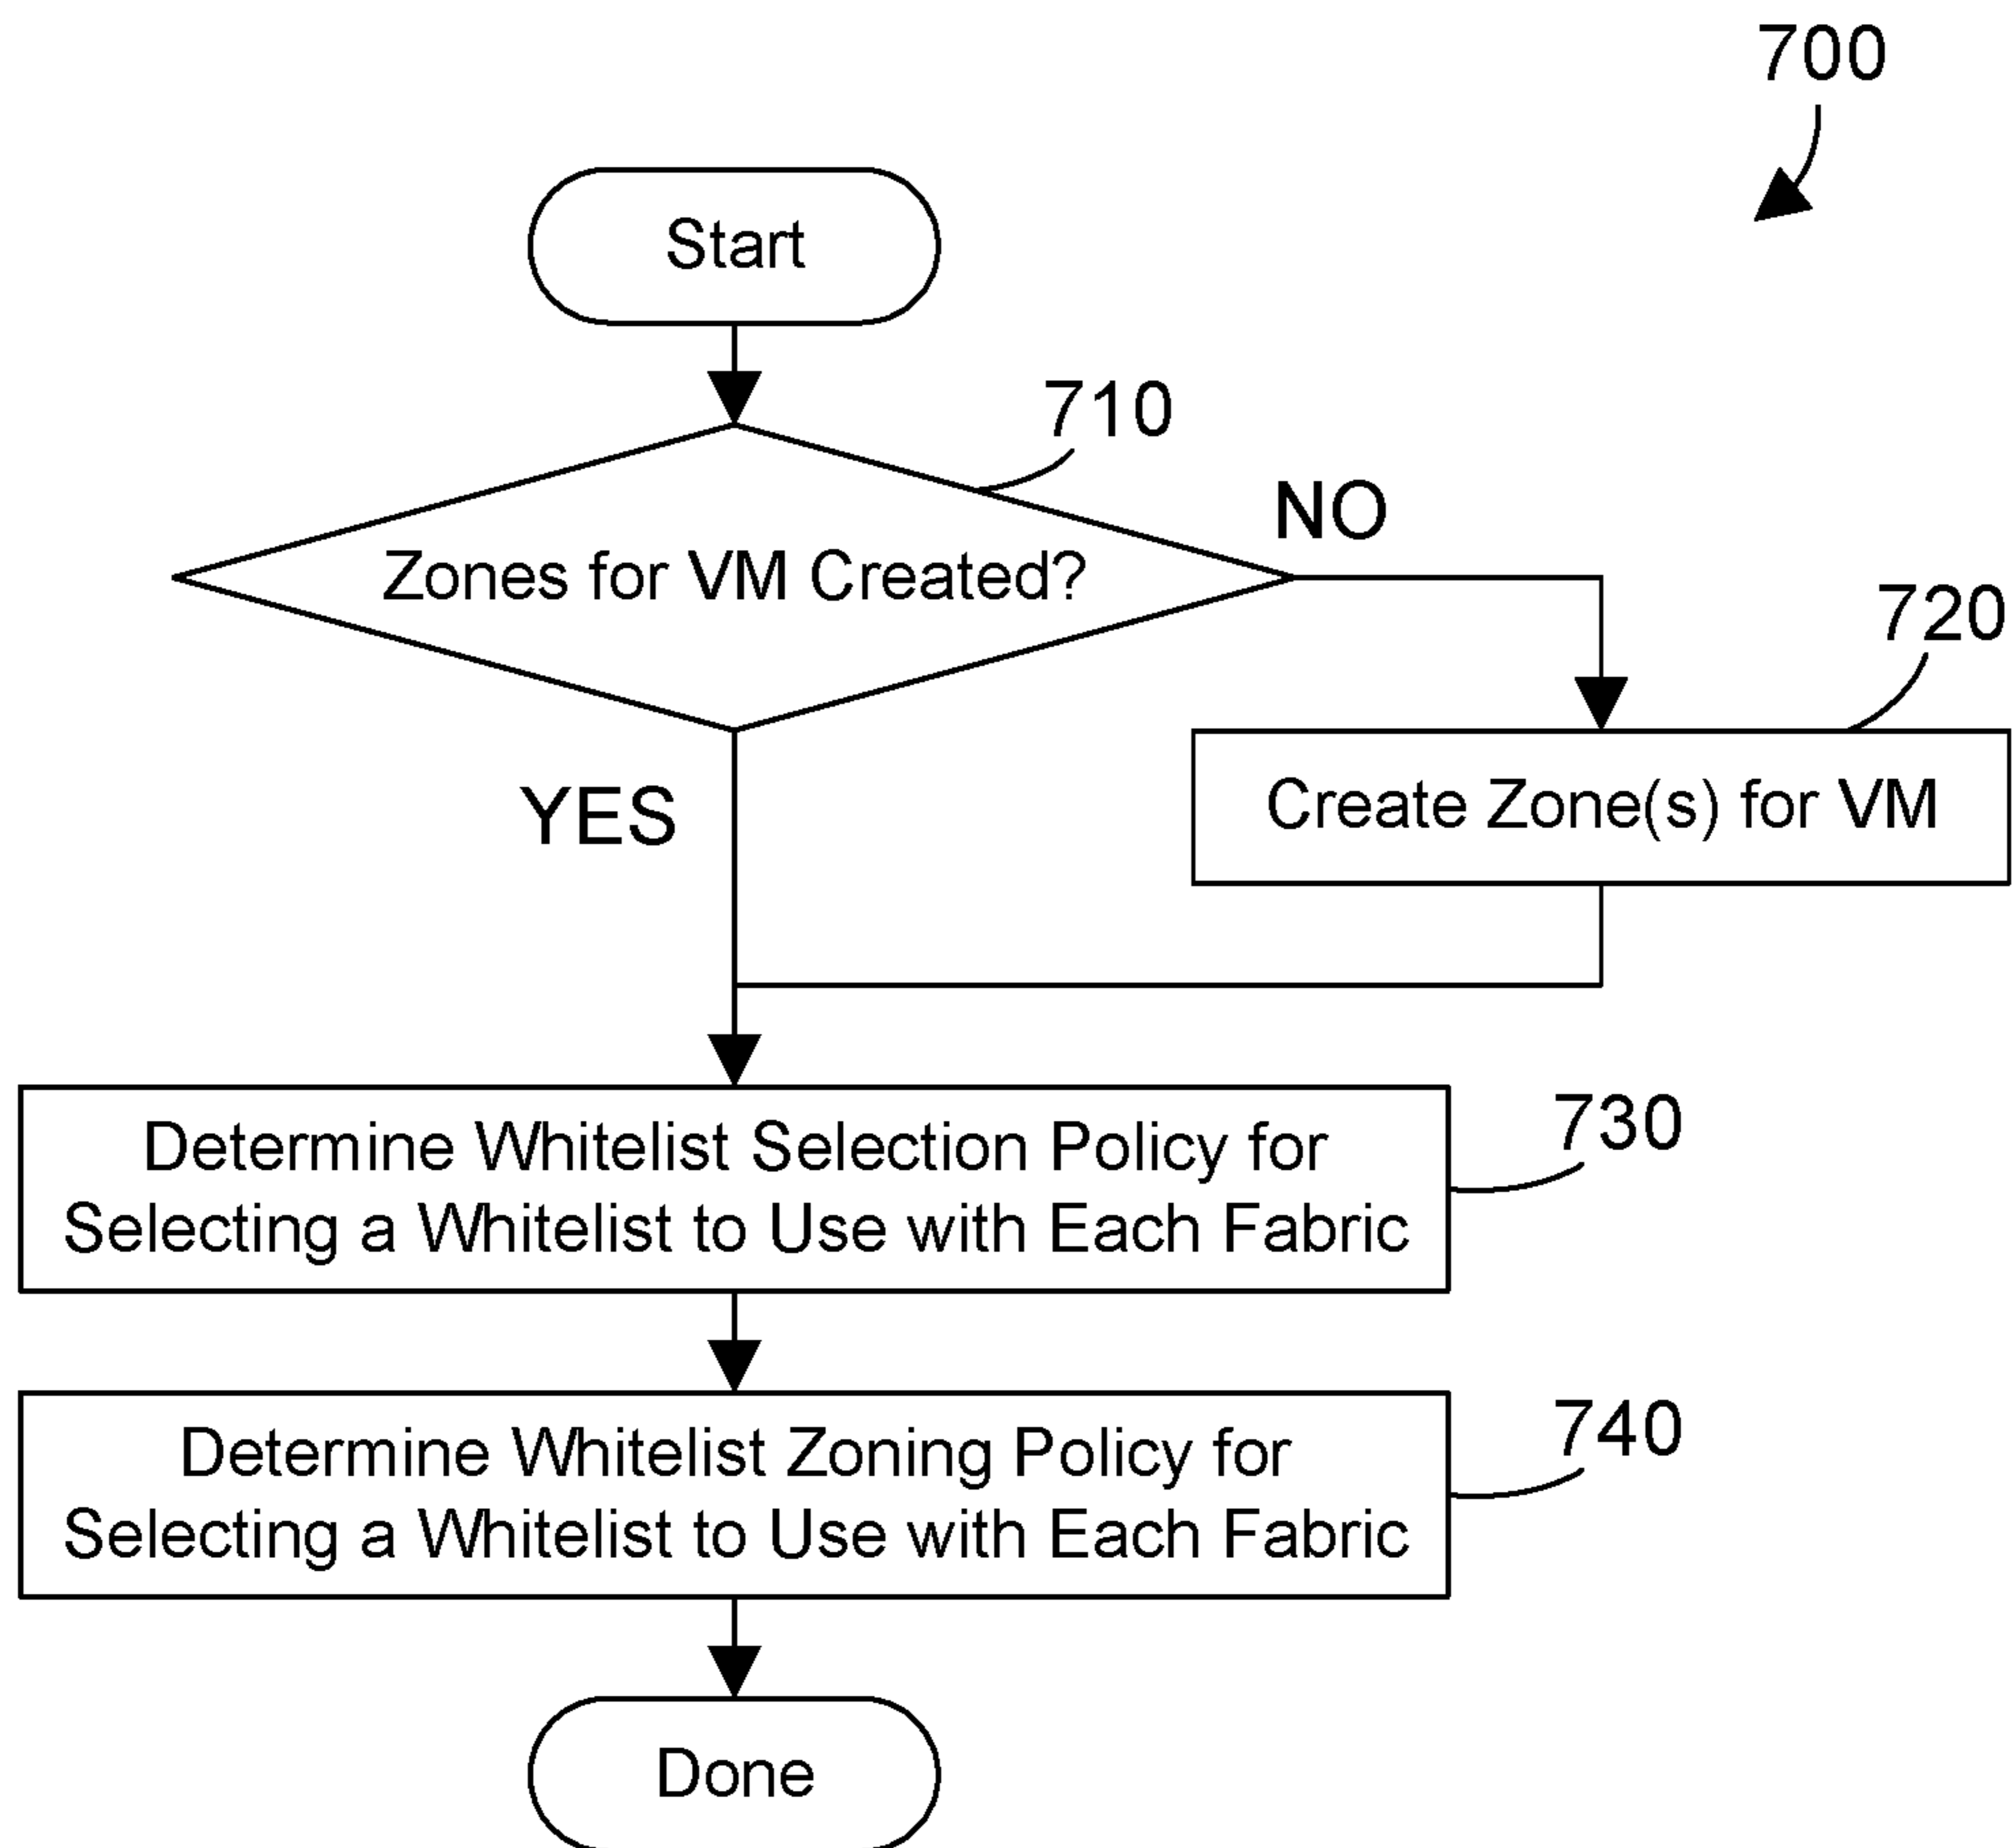 700
Start
710
Zones for VM Created?
NO
720
YES
Create Zone(s) for VM
730
Determine Whitelist Selection Policy for
Selecting a Whitelist to Use with Each Fabric
740
Determine Whitelist Zoning Policy for
Selecting a Whitelist to Use with Each Fabric
Done